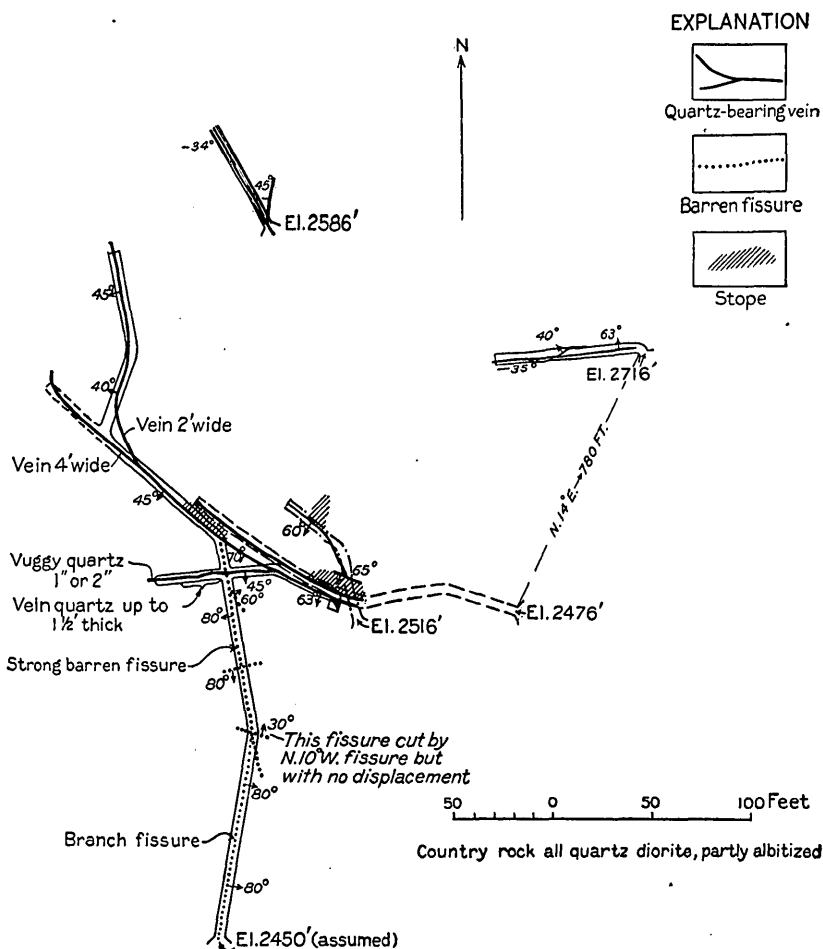 EXPLANATION
Quartz-bearing vein
Barren fissure
Stope
N
-34°
45°
El.2586'
45°
40°
Vein 2'wide
Vein 4'wide
45°
40°
63°
-35°
El.2716'
N.14°E.→780 FT.
60°
65°
70°
Vuggy quartz
1" or 2"
Vein quartz up to
1½' thick
45°
60°
63°
80°
El.2516'
El.2476'
Strong barren fissure
80°
30°
This fissure cut by
N.10°W. fissure but
with no displacement
80°
Branch fissure
80°
El.2450'(assumed)
50 0 50 100 Feet
Country rock all quartz diorite, partly albitized